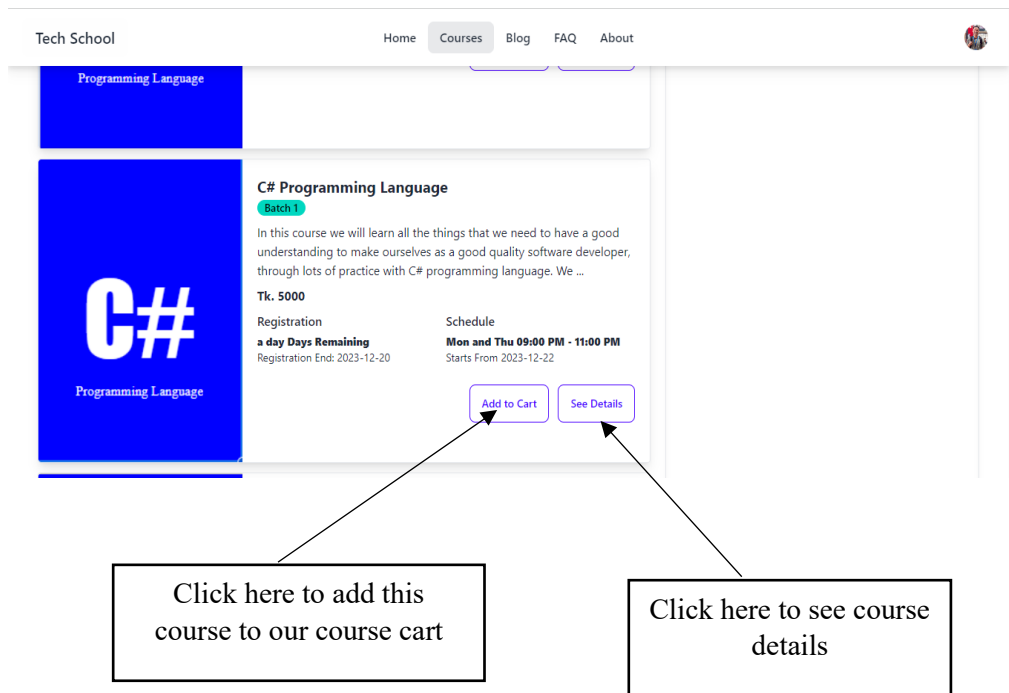 Tech School
Home Courses Blog FAQ About
Programming Language
C# Programming Language
Batch 1
In this course we will learn all the things that we need to have a good
understanding to make ourselves as a good quality software developer,
through lots of practice with C# programming language. We ...
Tk. 5000
Registration
a day Days Remaining
Registration End: 2023-12-20
Schedule
Mon and Thu 09:00 PM - 11:00 PM
Starts From 2023-12-22
C#
Programming Language
Add to Cart
See Details
Click here to add this
course to our course cart
Click here to see course
details